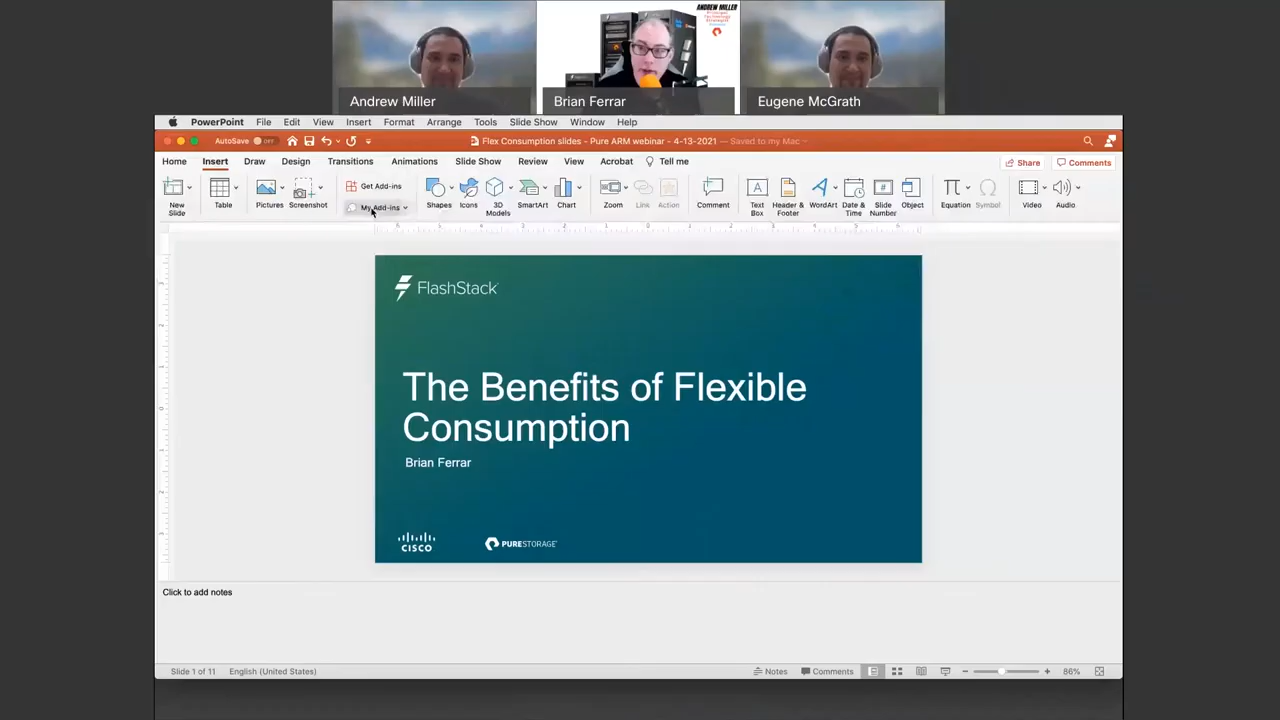 ANDREW MILLER
Andrew Miller
Brian Ferrar
Eugene McGrath
PowerPoint File Edit View Insert Format Arrange Tools Slide Show Window Help
AutoSave OFF
Flex Consumption slides - Pure ARM webinar - 4-13-2021 — Saved to my Mac
Home Insert Draw Design Transitions Animations Slide Show Review View Acrobat Tell me
Share Comments
New Slide
Table
Pictures
Screenshot
Get Add-ins
My Add-ins
Shapes
Icons
3D Models
SmartArt
Chart
Zoom
Link
Action
Comment
Text Box
Header & Footer
WordArt
Date & Time
Slide Number
Object
Equation
Symbol
Video
Audio
FlashStack
The Benefits of Flexible
Consumption
Brian Ferrar
CISCO
PURESTORAGE
Click to add notes
Slide 1 of 11 English (United States) Notes Comments 86%